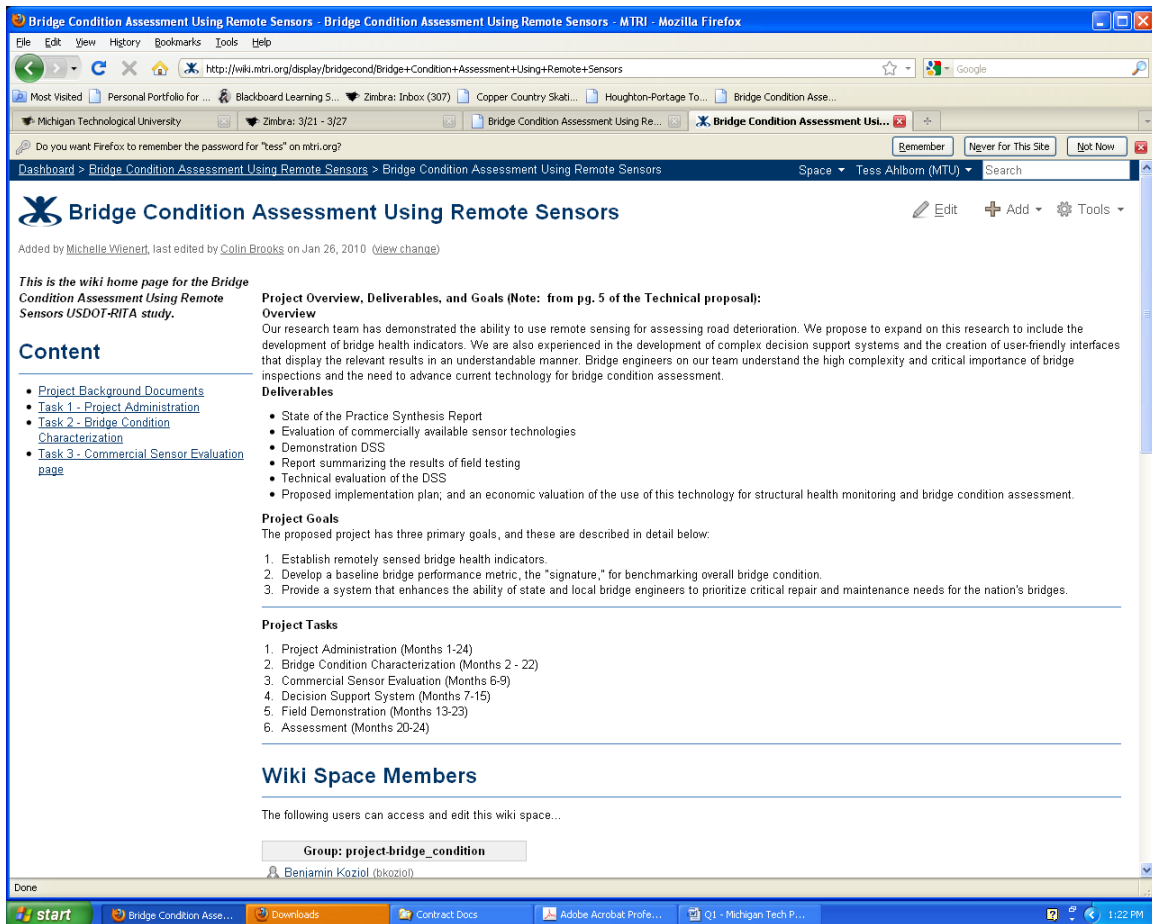 Bridge Condition Assessment Using Remote Sensors - Bridge Condition Assessment Using Remote Sensors - MTRI - Mozilla Firefox
File Edit View History Bookmarks Tools Help
http://wiki.mtri.org/display/bridgecond/Bridge+Condition+Assessment+Using+Remote+Sensors Google
Most Visited Personal Portfolio for ... Blackboard Learning S... Zimbra: Inbox (307) Copper Country Skati... Houghton-Portage To... Bridge Condition Asse...
Michigan Technological University Zimbra: 3/21 - 3/27 Bridge Condition Assessment Using Re... Bridge Condition Assessment Usi...
Do you want Firefox to remember the password for "tess" on mtri.org? Remember Never for This Site Not Now
Dashboard > Bridge Condition Assessment Using Remote Sensors > Bridge Condition Assessment Using Remote Sensors Space Tess Ahlborn (MTU) Search
Bridge Condition Assessment Using Remote Sensors Edit Add Tools
Added by Michelle Wienert, last edited by Colin Brooks on Jan 26, 2010 (view change)
This is the wiki home page for the Bridge
Condition Assessment Using Remote
Sensors USDOT-RITA study.
Content
Project Background Documents
Task 1 - Project Administration
Task 2 - Bridge Condition
Characterization
Task 3 - Commercial Sensor Evaluation
page
Project Overview, Deliverables, and Goals (Note: from pg. 5 of the Technical proposal):
Overview
Our research team has demonstrated the ability to use remote sensing for assessing road deterioration. We propose to expand on this research to include the
development of bridge health indicators. We are also experienced in the development of complex decision support systems and the creation of user-friendly interfaces
that display the relevant results in an understandable manner. Bridge engineers on our team understand the high complexity and critical importance of bridge
inspections and the need to advance current technology for bridge condition assessment.
Deliverables
State of the Practice Synthesis Report
Evaluation of commercially available sensor technologies
Demonstration DSS
Report summarizing the results of field testing
Technical evaluation of the DSS
Proposed implementation plan; and an economic valuation of the use of this technology for structural health monitoring and bridge condition assessment.
Project Goals
The proposed project has three primary goals, and these are described in detail below:
1. Establish remotely sensed bridge health indicators.
2. Develop a baseline bridge performance metric, the "signature," for benchmarking overall bridge condition.
3. Provide a system that enhances the ability of state and local bridge engineers to prioritize critical repair and maintenance needs for the nation's bridges.
Project Tasks
1. Project Administration (Months 1-24)
2. Bridge Condition Characterization (Months 2 - 22)
3. Commercial Sensor Evaluation (Months 6-9)
4. Decision Support System (Months 7-15)
5. Field Demonstration (Months 13-23)
6. Assessment (Months 20-24)
Wiki Space Members
The following users can access and edit this wiki space...
Group: project-bridge_condition
Benjamin Koziol (bkoziol)
Done
start Bridge Condition Asse... Downloads Contract Docs Adobe Acrobat Profe... Q1 - Michigan Tech P... 1:22 PM